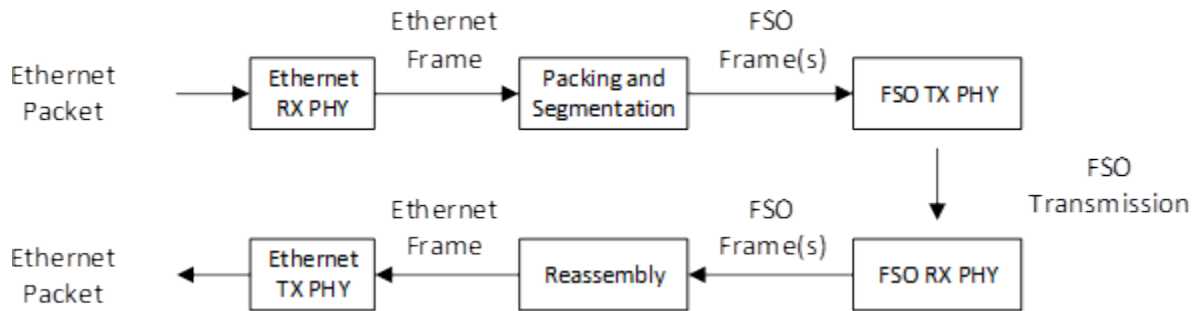 Ethernet
Packet
Ethernet
RX PHY
Ethernet
Frame
Packing and
Segmentation
FSO
Frame(s)
FSO TX PHY
FSO
Transmission
FSO RX PHY
FSO
Frame(s)
Reassembly
Ethernet
Frame
Ethernet
TX PHY
Ethernet
Packet